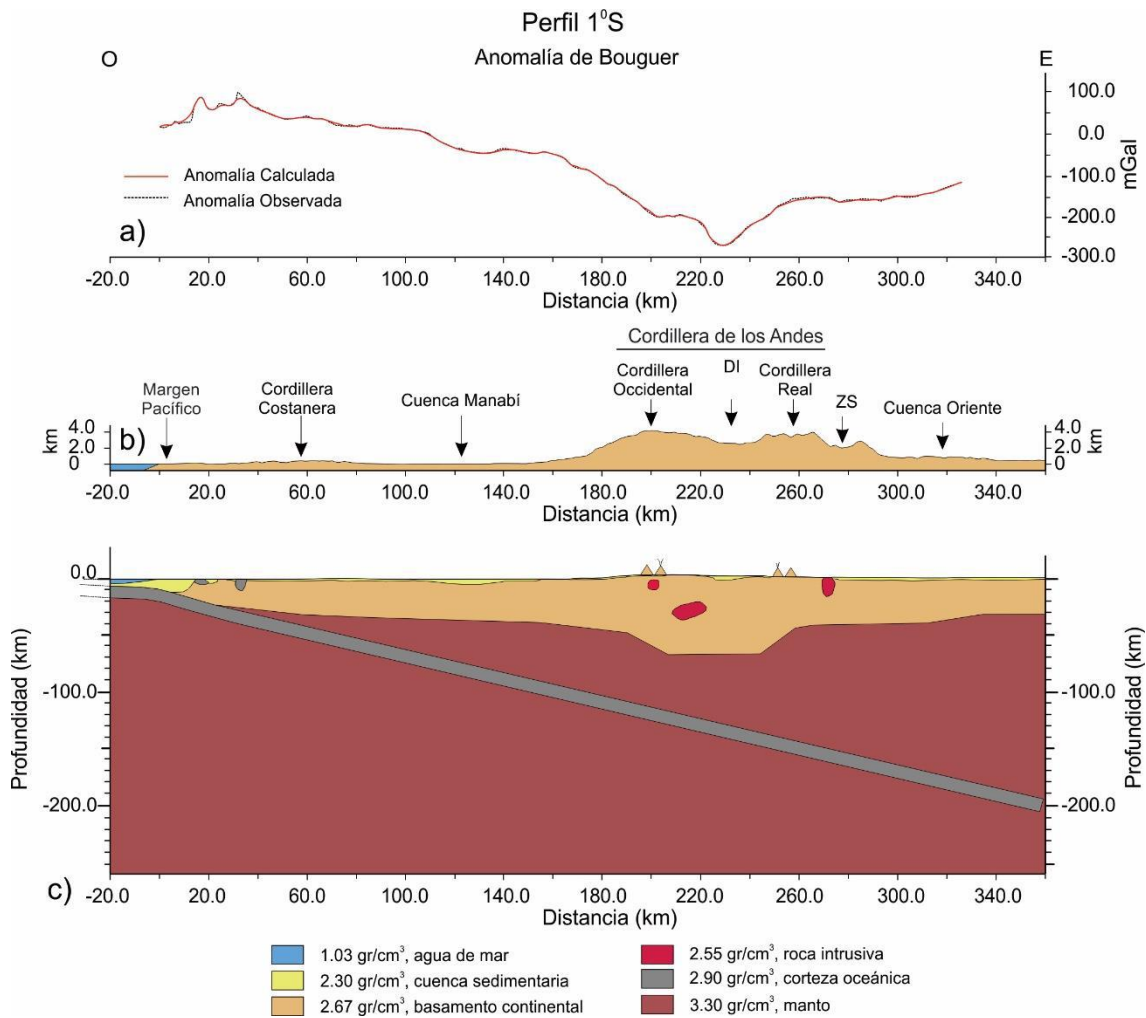 Perfil 1⁰S
O
Anomalía de Bouguer
E
100.0
0.0
-100.0
-200.0
-300.0
mGal
Anomalía Calculada
Anomalía Observada
a)
-20.0 20.0 60.0 100.0 140.0 180.0 220.0 260.0 300.0 340.0
Distancia (km)
Cordillera de los Andes
Margen
Pacífico
Cordillera
Costanera
Cuenca Manabí
Cordillera
Occidental
DI
Cordillera
Real
ZS
Cuenca Oriente
b)
km
4.0
2.0
0
4.0
2.0
0
km
-20.0 20.0 60.0 100.0 140.0 180.0 220.0 260.0 300.0 340.0
Distancia (km)
0.0
-100.0
-200.0
Profundidad (km)
0.0
-100.0
-200.0
Profundidad (km)
c)
-20.0 20.0 60.0 100.0 140.0 180.0 220.0 260.0 300.0 340.0
Distancia (km)
1.03 gr/cm³, agua de mar
2.30 gr/cm³, cuenca sedimentaria
2.67 gr/cm³, basamento continental
2.55 gr/cm³, roca intrusiva
2.90 gr/cm³, corteza oceánica
3.30 gr/cm³, manto